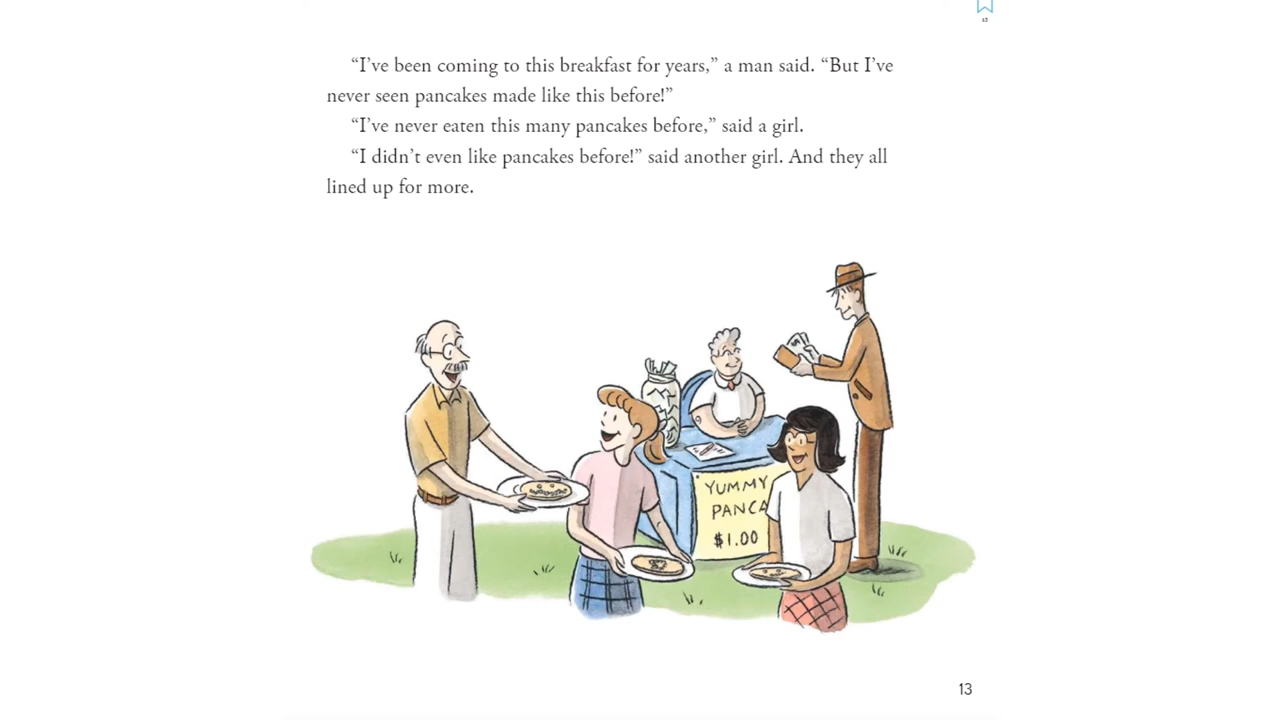 13
“I’ve been coming to this breakfast for years,” a man said. “But I’ve
never seen pancakes made like this before!”
“I’ve never eaten this many pancakes before,” said a girl.
“I didn’t even like pancakes before!” said another girl. And they all
lined up for more.
$
YUMMY
PANCA
$1.00
13